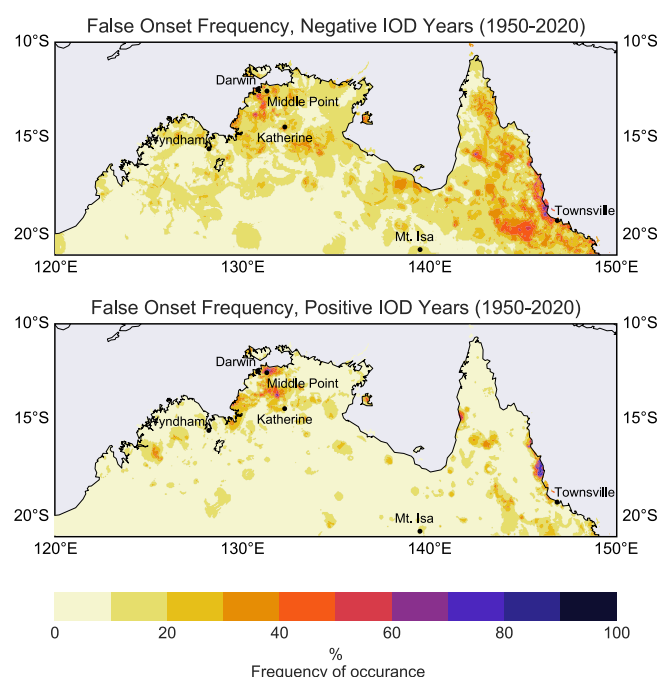 False Onset Frequency, Negative IOD Years (1950-2020)
10°S 10°S
Darwin
Middle Point
15°S Katherine 15°S
Wyndham
Townsville
20°S Mt. Isa 20°S
120°E 130°E 140°E 150°E
False Onset Frequency, Positive IOD Years (1950-2020)
10°S 10°S
Darwin
Middle Point
15°S Katherine 15°S
Wyndham
Townsville
20°S Mt. Isa 20°S
120°E 130°E 140°E 150°E
0 20 40 60 80 100
%
Frequency of occurance